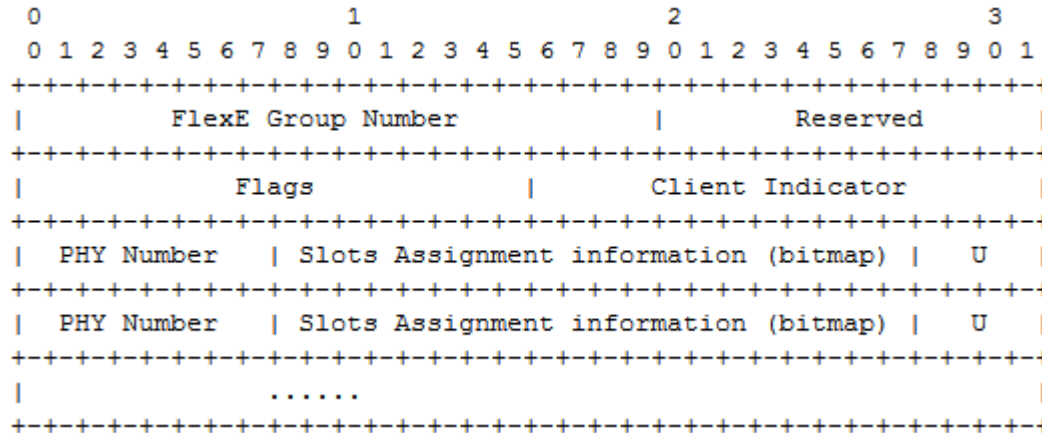 0                   1                   2                   3
0 1 2 3 4 5 6 7 8 9 0 1 2 3 4 5 6 7 8 9 0 1 2 3 4 5 6 7 8 9 0 1
+-+-+-+-+-+-+-+-+-+-+-+-+-+-+-+-+-+-+-+-+-+-+-+-+-+-+-+-+-+-+-+-+
|         FlexE Group Number            |        Reserved       |
+-+-+-+-+-+-+-+-+-+-+-+-+-+-+-+-+-+-+-+-+-+-+-+-+-+-+-+-+-+-+-+-+
|             Flags             |       Client Indicator        |
+-+-+-+-+-+-+-+-+-+-+-+-+-+-+-+-+-+-+-+-+-+-+-+-+-+-+-+-+-+-+-+-+
|  PHY Number   | Slots Assignment information (bitmap) |   U   |
+-+-+-+-+-+-+-+-+-+-+-+-+-+-+-+-+-+-+-+-+-+-+-+-+-+-+-+-+-+-+-+-+
|  PHY Number   | Slots Assignment information (bitmap) |   U   |
+-+-+-+-+-+-+-+-+-+-+-+-+-+-+-+-+-+-+-+-+-+-+-+-+-+-+-+-+-+-+-+-+
|               ......                                          |
+-+-+-+-+-+-+-+-+-+-+-+-+-+-+-+-+-+-+-+-+-+-+-+-+-+-+-+-+-+-+-+-+